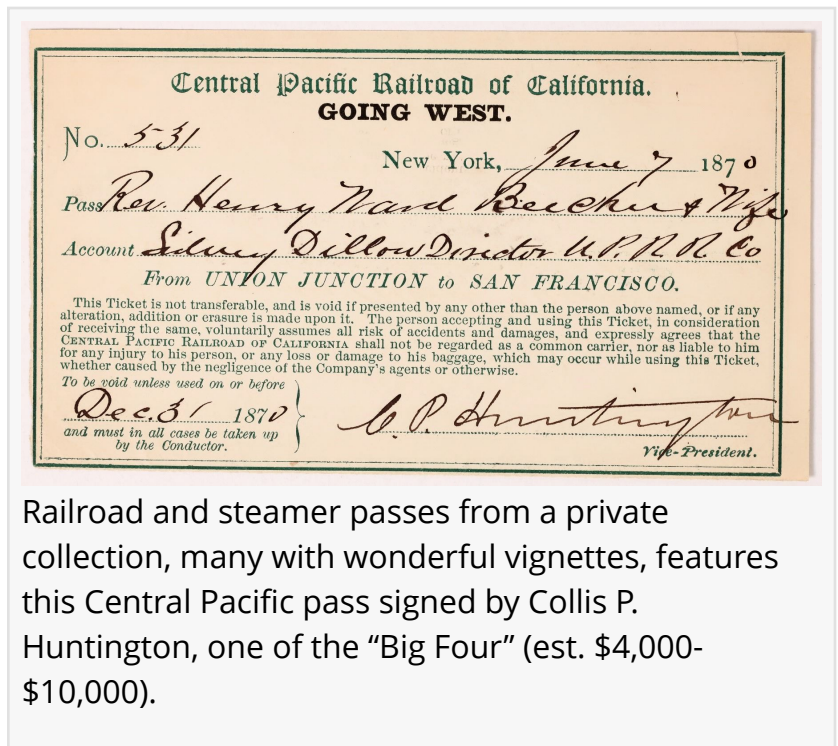 Central Pacific Railroad of California.
GOING WEST.
No. 531
New York, June 7 1870
Pass Rev. Henry Ward Beecher & Wife
Account Sidney Dillow Director U.P.R.R. Co
From UNION JUNCTION to SAN FRANCISCO.
This Ticket is not transferable, and is void if presented by any other than the person above named, or if any
alteration, addition or erasure is made upon it. The person accepting and using this Ticket, in consideration
of receiving the same, voluntarily assumes all risk of accidents and damages, and expressly agrees that the
CENTRAL PACIFIC RAILROAD OF CALIFORNIA shall not be regarded as a common carrier, nor as liable to him
for any injury to his person, or any loss or damage to his baggage, which may occur while using this Ticket,
whether caused by the negligence of the Company's agents or otherwise.
To be void unless used on or before
Dec. 31 1870
and must in all cases be taken up
by the Conductor.
C. P. Huntington
Vice-President.
Railroad and steamer passes from a private
collection, many with wonderful vignettes, features
this Central Pacific pass signed by Collis P.
Huntington, one of the “Big Four” (est. $4,000-
$10,000).